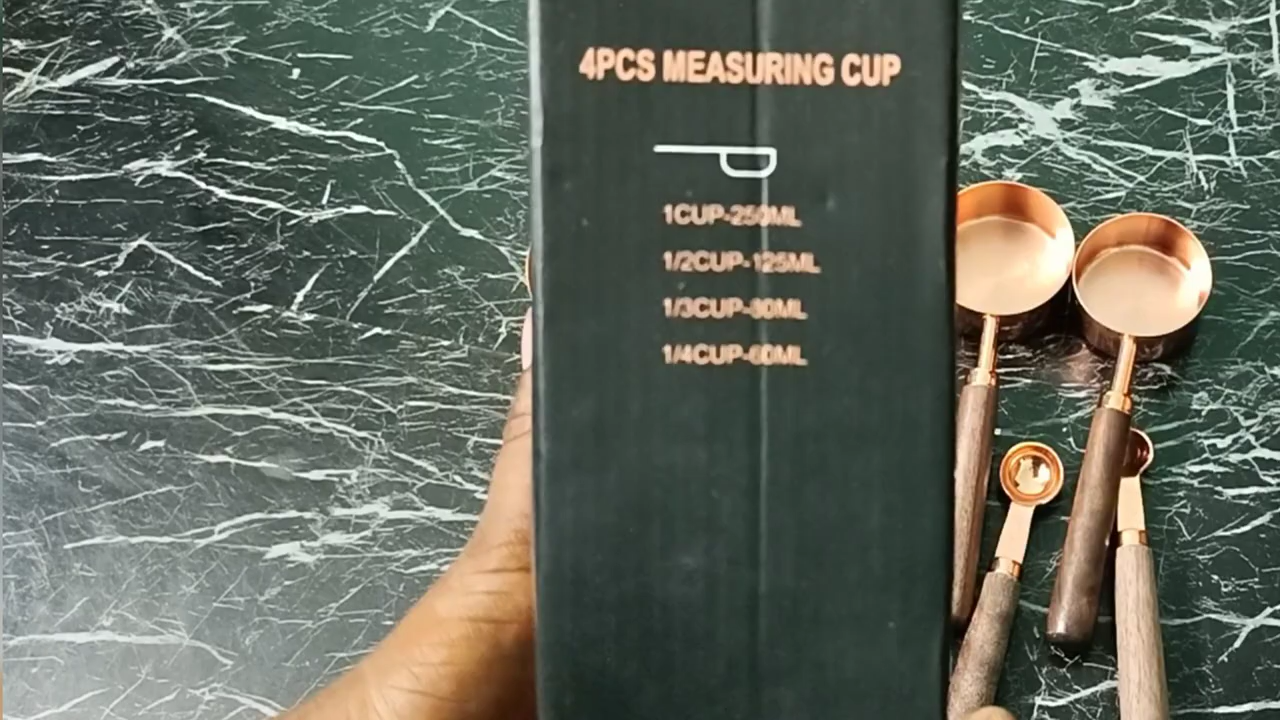 4PCS MEASURING CUP
1CUP-250ML
1/2CUP-125ML
1/3CUP-80ML
1/4CUP-60ML